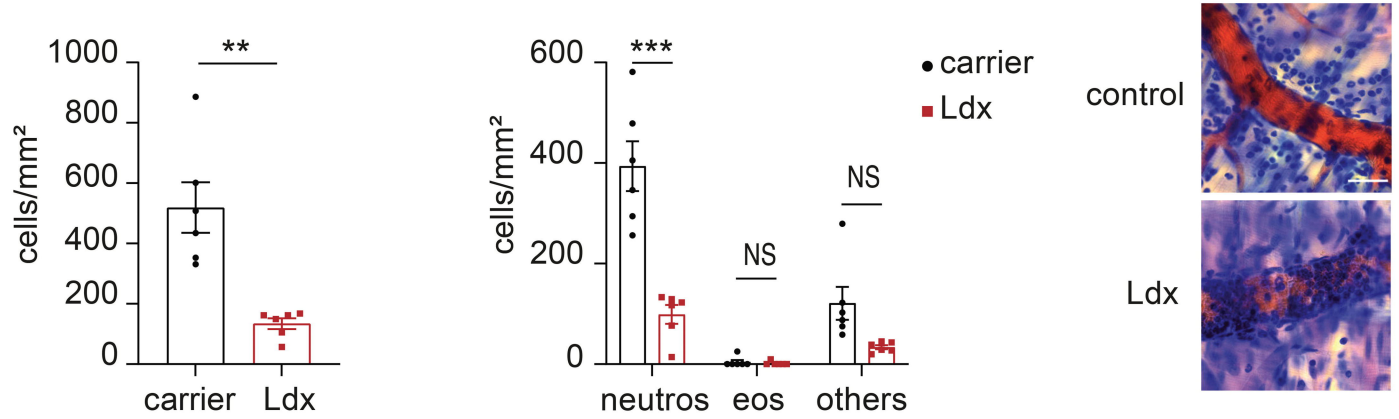 1000
800
600
400
200
0
cells/mm²
**
carrier
Ldx
600
400
200
0
cells/mm²
***
NS
NS
neutros
eos
others
carrier
Ldx
control
Ldx